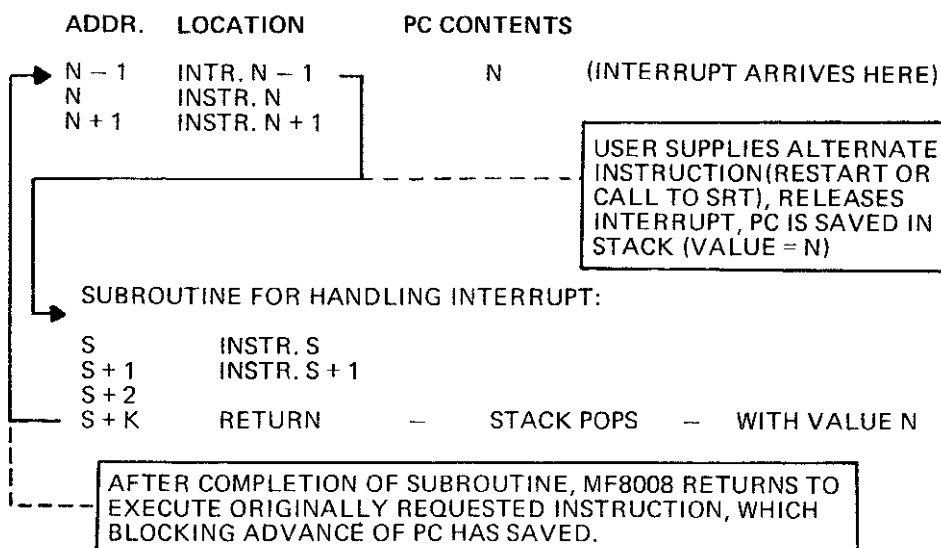 ADDR. LOCATION PC CONTENTS
N – 1 INTR. N – 1 N (INTERRUPT ARRIVES HERE)
N INSTR. N
N + 1 INSTR. N + 1
USER SUPPLIES ALTERNATE
INSTRUCTION(RESTART OR
CALL TO SRT), RELEASES
INTERRUPT, PC IS SAVED IN
STACK (VALUE = N)
SUBROUTINE FOR HANDLING INTERRUPT:
S INSTR. S
S + 1 INSTR. S + 1
S + 2
S + K RETURN – STACK POPS – WITH VALUE N
AFTER COMPLETION OF SUBROUTINE, MF8008 RETURNS TO
EXECUTE ORIGINALLY REQUESTED INSTRUCTION, WHICH
BLOCKING ADVANCE OF PC HAS SAVED.